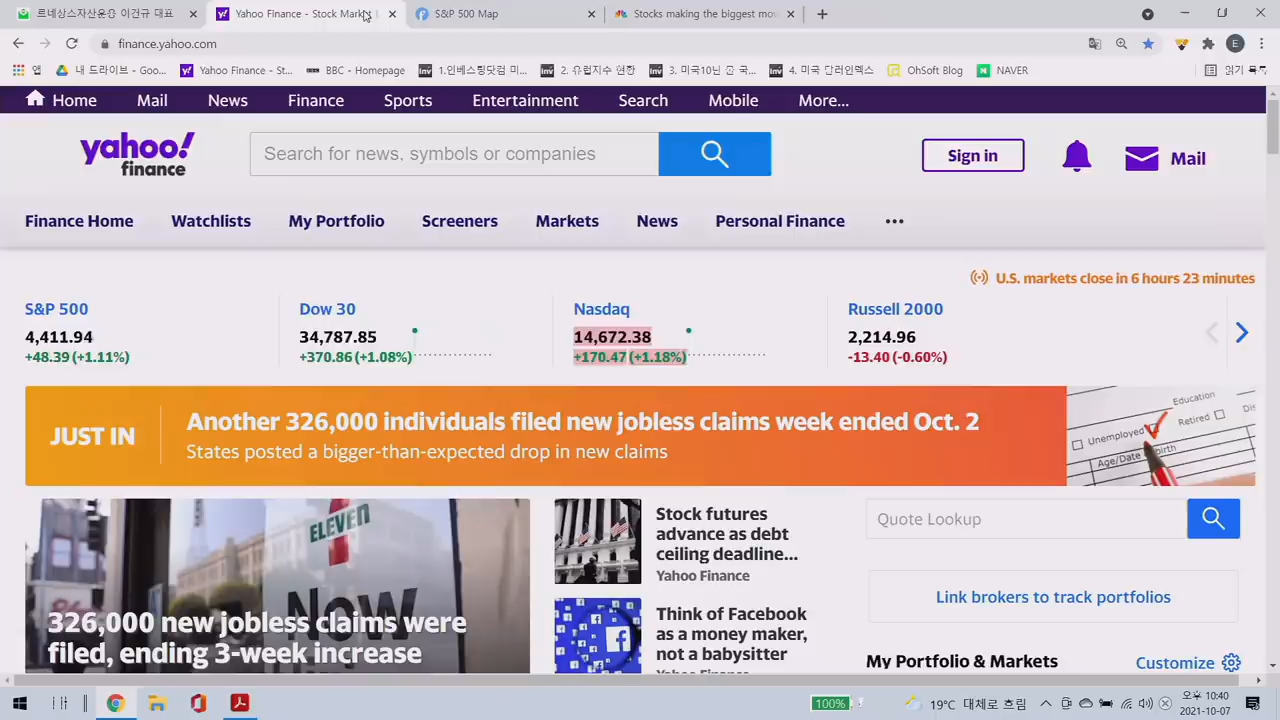 르네상스자산운용 이건규 대표
Yahoo Finance - Stock Market
S&P 500 Map
Stocks making the biggest mo
finance.yahoo.com
E
앱
내 드라이브 - Goo...
Yahoo Finance - St...
BBC - Homepage
1.인베스팅닷컴 미...
2. 유럽지수 현황
3. 미국10년 존 국...
4. 미국 달러인덱스
OhSoft Blog
NAVER
읽기 목록
Home
Mail
News
Finance
Sports
Entertainment
Search
Mobile
More...
yahoo!
finance
Search for news, symbols or companies
Sign in
Mail
Finance Home
Watchlists
My Portfolio
Screeners
Markets
News
Personal Finance
•••
U.S. markets close in 6 hours 23 minutes
S&P 500
4,411.94
+48.39 (+1.11%)
Dow 30
34,787.85
+370.86 (+1.08%)
Nasdaq
14,672.38
+170.47 (+1.18%)
Russell 2000
2,214.96
-13.40 (-0.60%)
JUST IN
Another 326,000 individuals filed new jobless claims week ended Oct. 2
States posted a bigger-than-expected drop in new claims
Education
Retired
Unemployed
Age/Date
birth
ELEVEN
NOW
326,000 new jobless claims were
filed, ending 3-week increase
Stock futures
advance as debt
ceiling deadline...
Yahoo Finance
Think of Facebook
as a money maker,
not a babysitter
Yahoo Finance
Quote Lookup
Link brokers to track portfolios
My Portfolio & Markets
Customize
100%
19°C 대체로 흐림
오후 10:40
2021-10-07